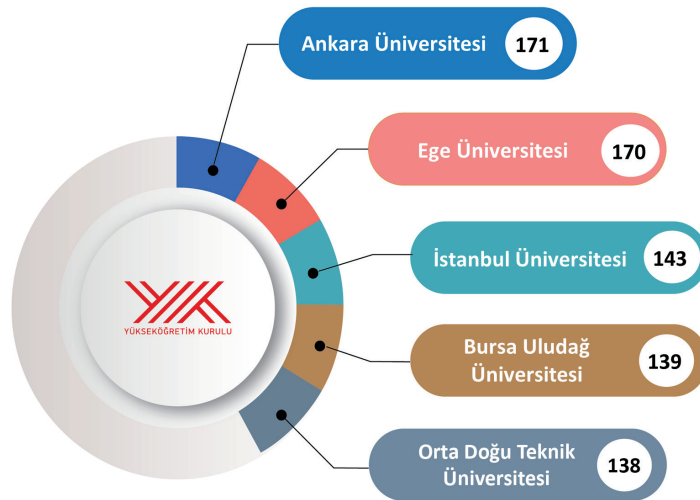 Ankara Üniversitesi 171
Ege Üniversitesi 170
İstanbul Üniversitesi 143
Bursa Uludağ
Üniversitesi 139
Orta Doğu Teknik
Üniversitesi 138
YÜKSEKÖĞRETİM KURULU